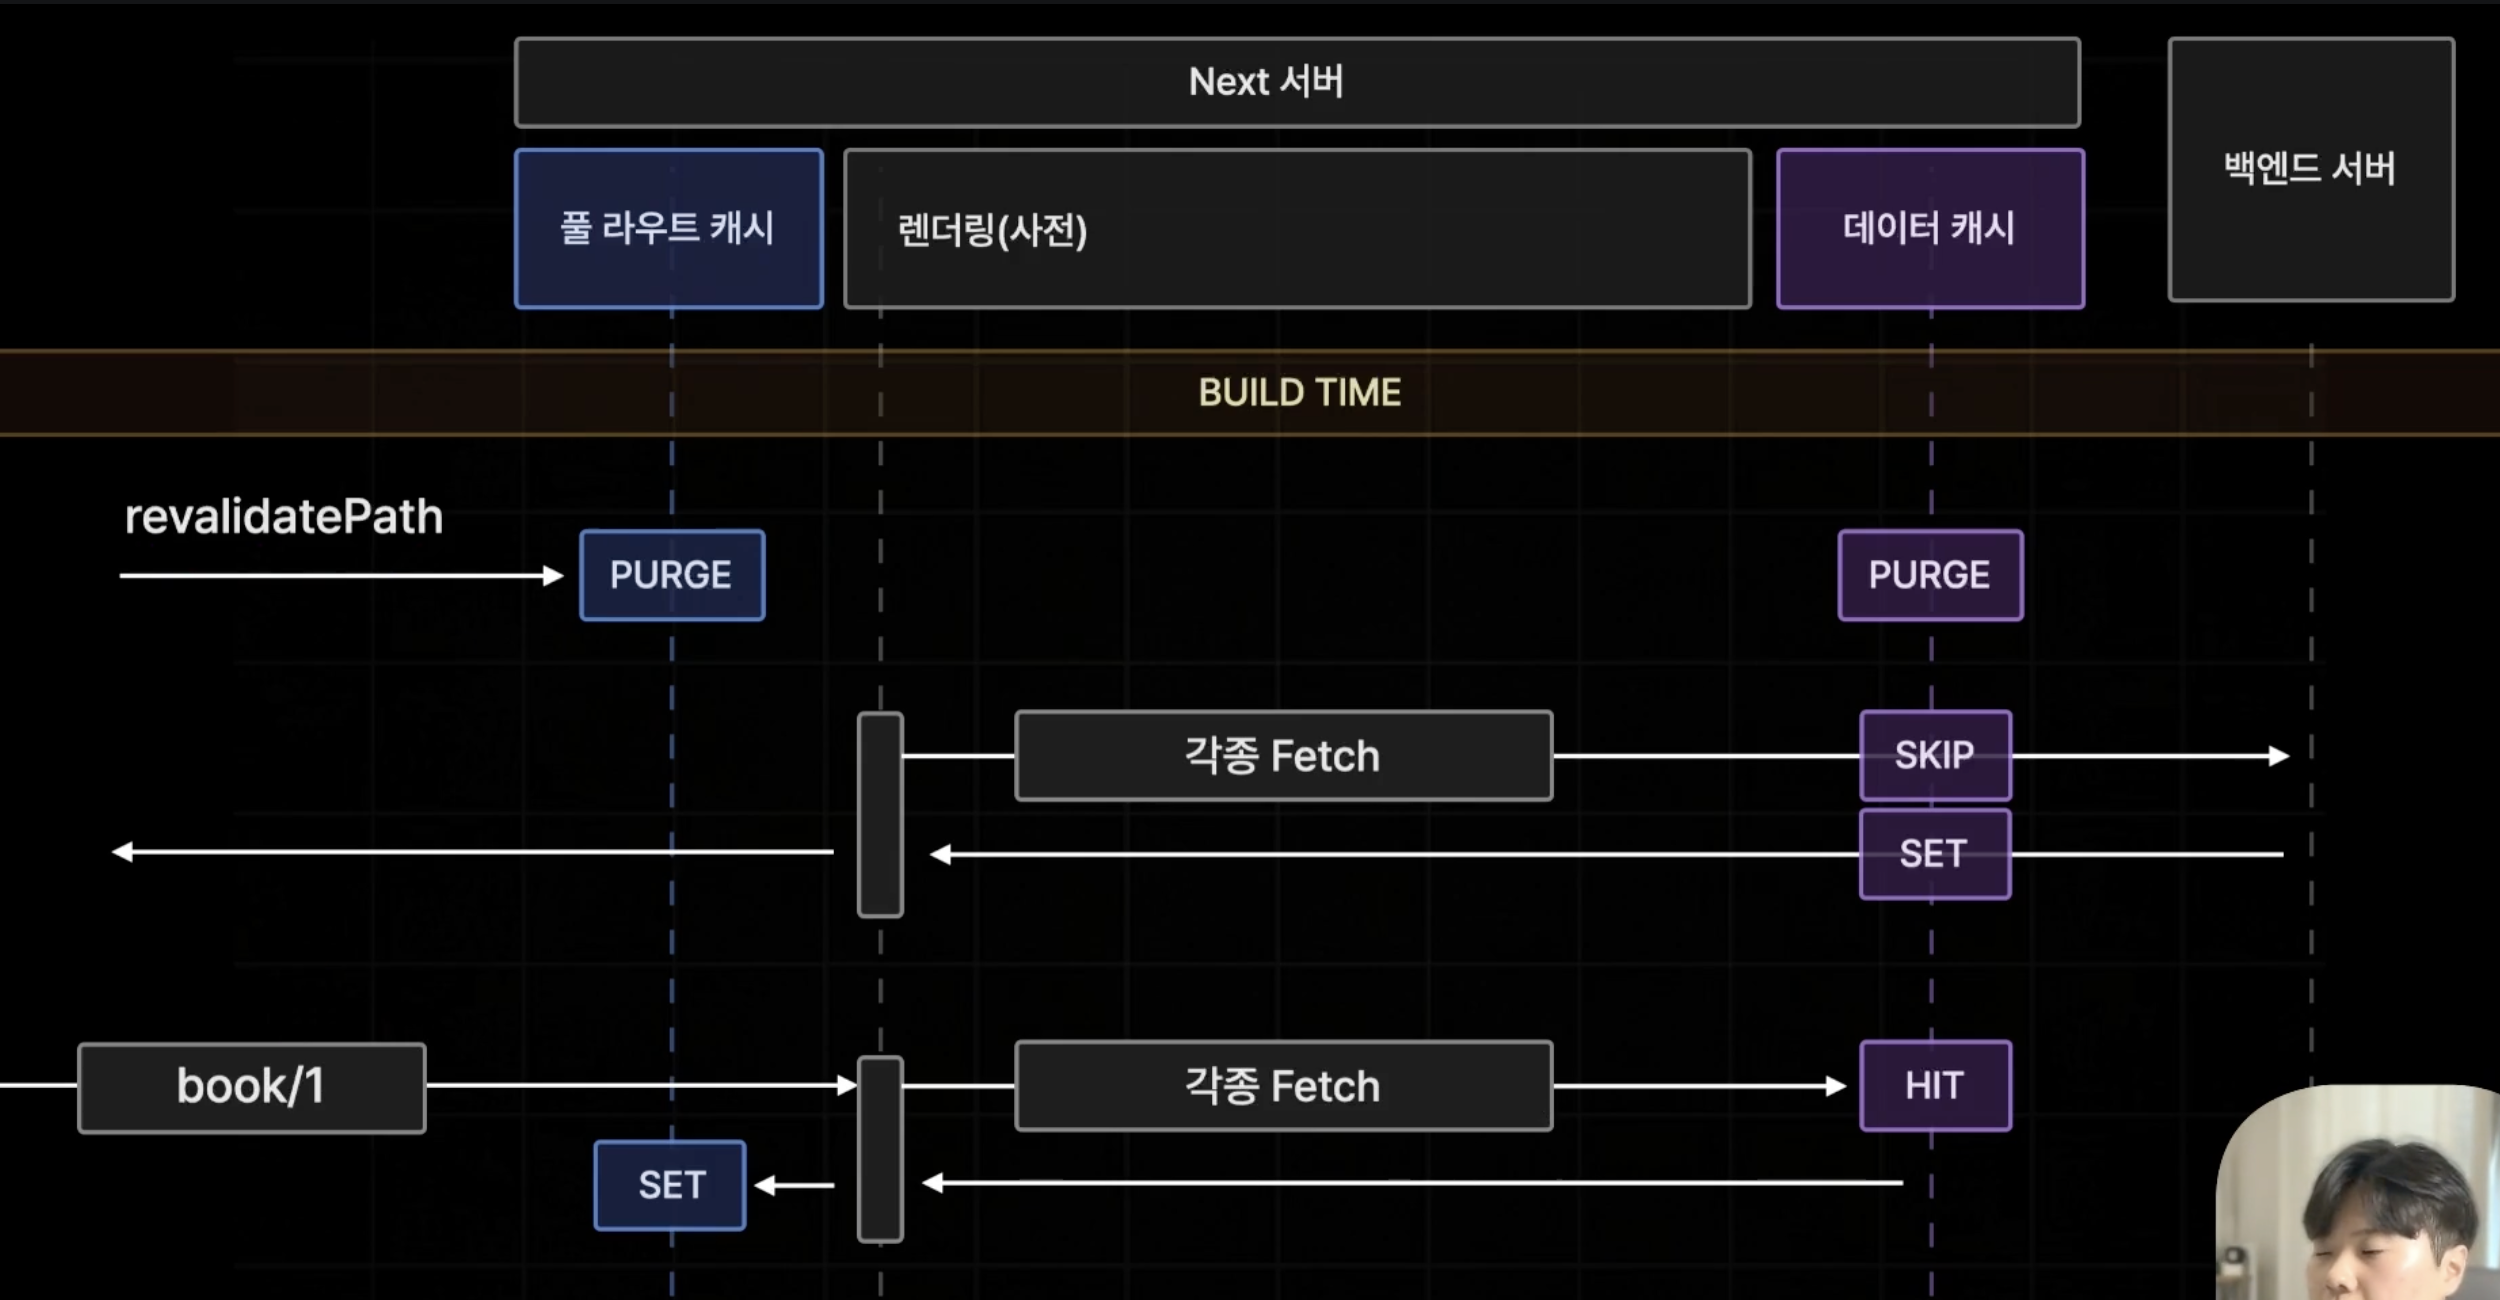 Next 서버
백엔드 서버
풀 라우트 캐시
렌더링(사전)
데이터 캐시
BUILD TIME
revalidatePath
PURGE
PURGE
각종 Fetch
SKIP
SET
book/1
각종 Fetch
HIT
SET